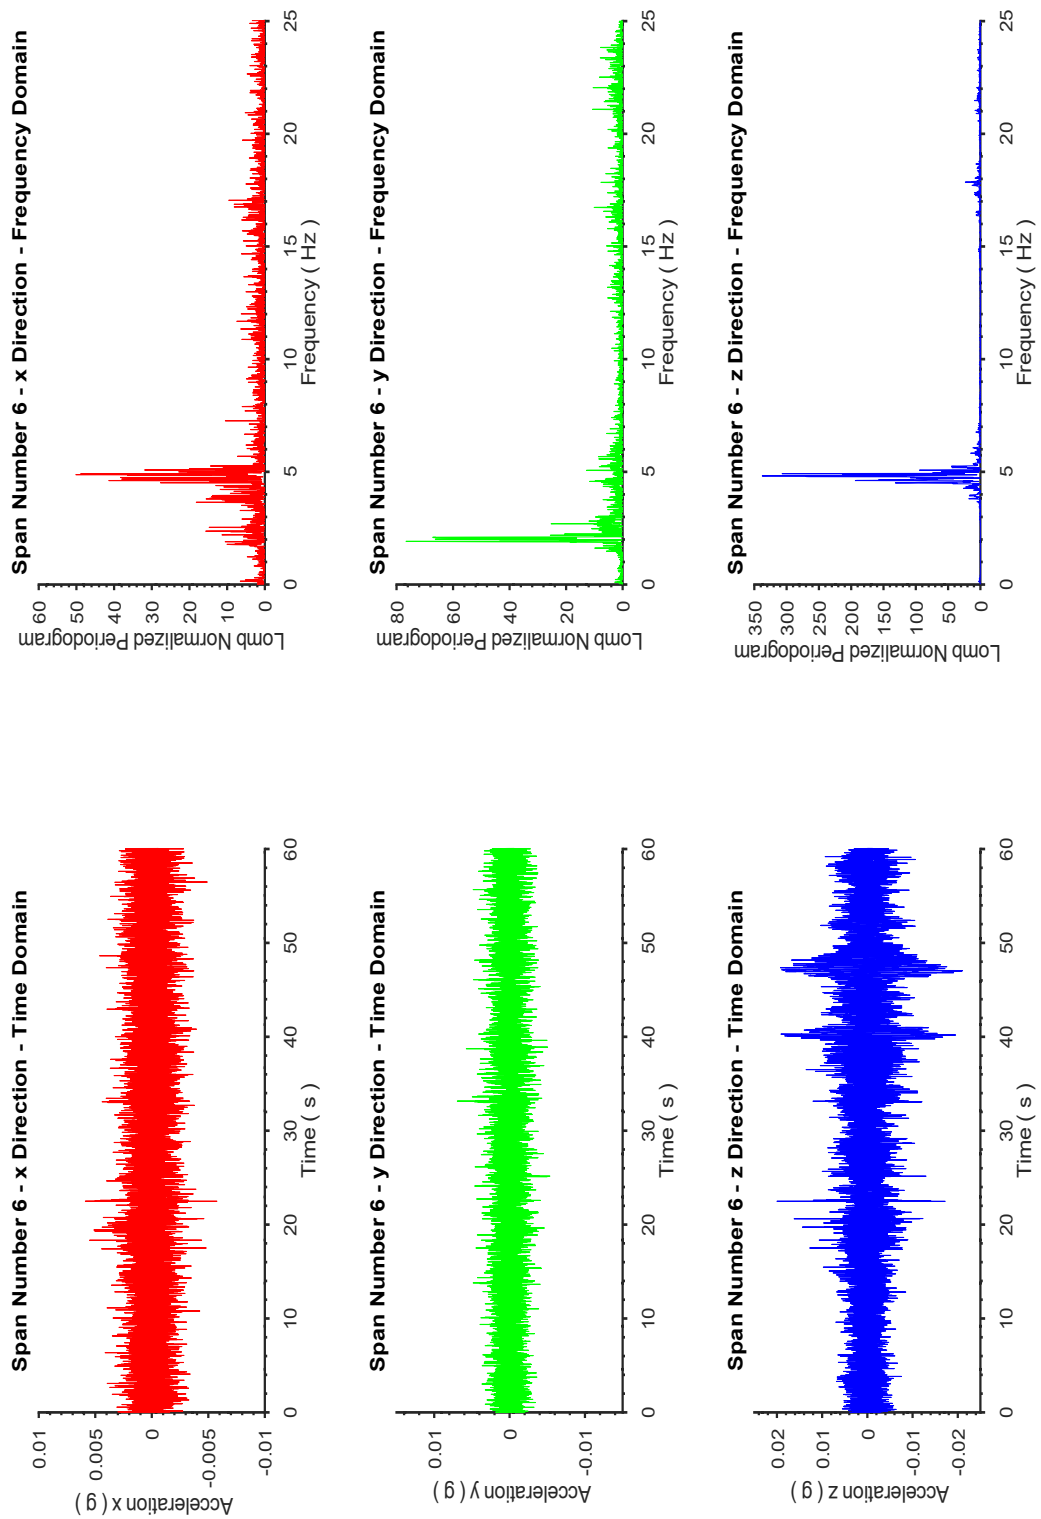 Span Number 6 - x Direction - Time Domain
0.01
0.005
0
-0.005
-0.01
Acceleration x ( g )
0 10 20 30 40 50 60
Time ( s )
Span Number 6 - x Direction - Frequency Domain
60
50
40
30
20
10
0
Lomb Normalized Periodogram
0 5 10 15 20 25
Frequency ( Hz )
Span Number 6 - y Direction - Time Domain
0.01
0
-0.01
Acceleration y ( g )
0 10 20 30 40 50 60
Time ( s )
Span Number 6 - y Direction - Frequency Domain
80
60
40
20
0
Lomb Normalized Periodogram
0 5 10 15 20 25
Frequency ( Hz )
Span Number 6 - z Direction - Time Domain
0.02
0.01
0
-0.01
-0.02
Acceleration z ( g )
0 10 20 30 40 50 60
Time ( s )
Span Number 6 - z Direction - Frequency Domain
350
300
250
200
150
100
50
0
Lomb Normalized Periodogram
0 5 10 15 20 25
Frequency ( Hz )